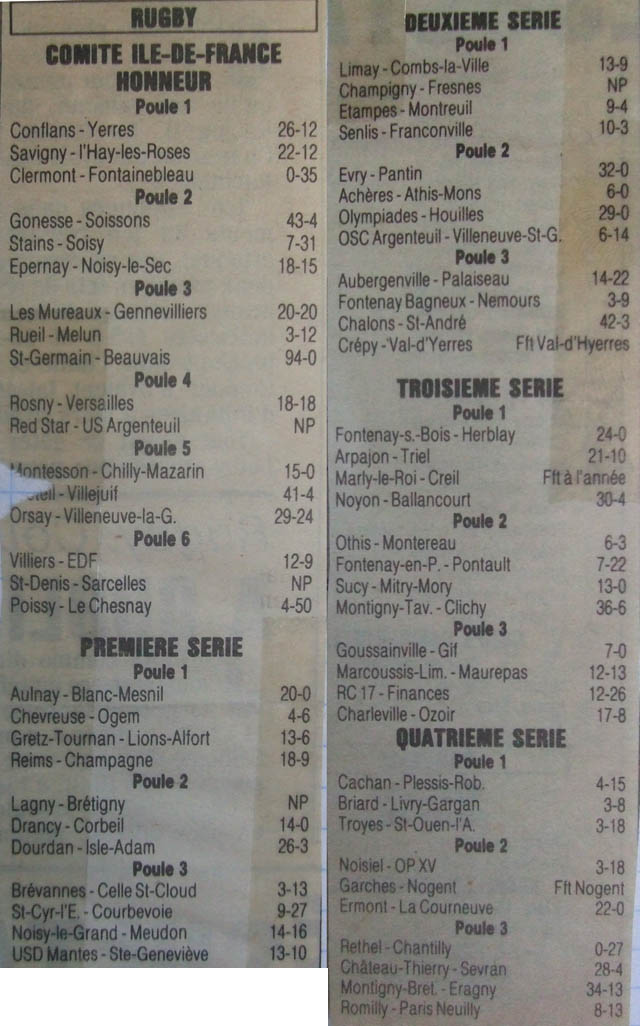 RUGBY
COMITE ILE-DE-FRANCE
HONNEUR
Poule 1
Conflans - Yerres 26-12
Savigny - l'Hay-les-Roses 22-12
Clermont - Fontainebleau 0-35
Poule 2
Gonesse - Soissons 43-4
Stains - Soisy 7-31
Epernay - Noisy-le-Sec 18-15
Poule 3
Les Mureaux - Gennevilliers 20-20
Rueil - Melun 3-12
St-Germain - Beauvais 94-0
Poule 4
Rosny - Versailles 18-18
Red Star - US Argenteuil NP
Poule 5
Montesson - Chilly-Mazarin 15-0
- Villejuif 41-4
Orsay - Villeneuve-la-G. 29-24
Poule 6
Villiers - EDF 12-9
St-Denis - Sarcelles NP
Poissy - Le Chesnay 4-50
PREMIERE SERIE
Poule 1
Aulnay - Blanc-Mesnil 20-0
Chevreuse - Ogem 4-6
Gretz-Tournan - Lions-Alfort 13-6
Reims - Champagne 18-9
Poule 2
Lagny - Brétigny NP
Drancy - Corbeil 14-0
Dourdan - Isle-Adam 26-3
Poule 3
Brévannes - Celle St-Cloud 3-13
St-Cyr-l'E. - Courbevoie 9-27
Noisy-le-Grand - Meudon 14-16
USD Mantes - Ste-Geneviève 13-10
DEUXIEME SERIE
Poule 1
Limay - Combs-la-Ville 13-9
Champigny - Fresnes NP
Etampes - Montreuil 9-4
Senlis - Franconville 10-3
Poule 2
Evry - Pantin 32-0
Achères - Athis-Mons 6-0
Olympiades - Houilles 29-0
OSC Argenteuil - Villeneuve-St-G. 6-14
Poule 3
Aubergenville - Palaiseau 14-22
Fontenay Bagneux - Nemours 3-9
Chalons - St-André 42-3
Crépy - Val-d'Yerres Fft Val-d'Hyerres
TROISIEME SERIE
Poule 1
Fontenay-s.-Bois - Herblay 24-0
Arpajon - Triel 21-10
Marly-le-Roi - Creil Fft à l'année
Noyon - Ballancourt 30-4
Poule 2
Othis - Montereau 6-3
Fontenay-en-P. - Pontault 7-22
Sucy - Mitry-Mory 13-0
Montigny-Tav. - Clichy 36-6
Poule 3
Goussainville - Gif 7-0
Marcoussis-Lim. - Maurepas 12-13
RC 17 - Finances 12-26
Charleville - Ozoir 17-8
QUATRIEME SERIE
Poule 1
Cachan - Plessis-Rob. 4-15
Briard - Livry-Gargan 3-8
Troyes - St-Ouen-l'A. 3-18
Poule 2
Noisiel - OP XV 3-18
Garches - Nogent Fft Nogent
Ermont - La Courneuve 22-0
Poule 3
Rethel - Chantilly 0-27
Château-Thierry - Sevran 28-4
Montigny-Bret. - Eragny 34-13
Romilly - Paris Neuilly 8-13